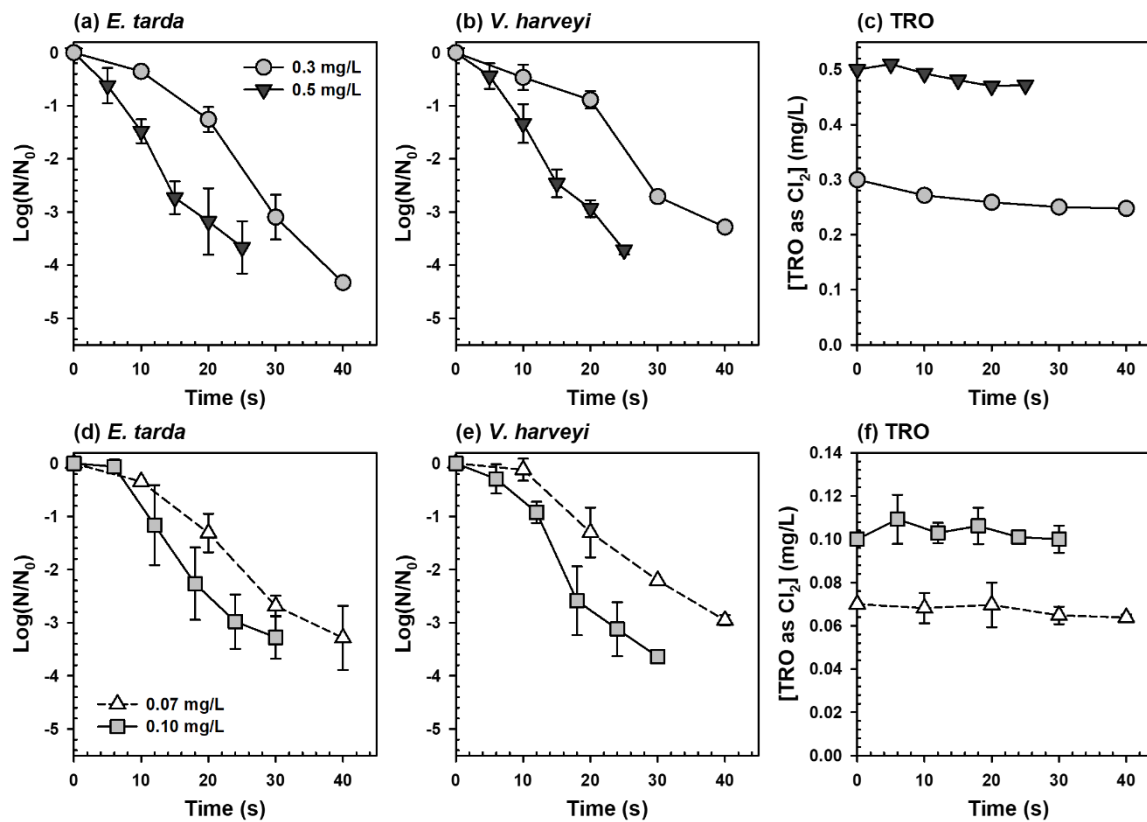 (a) E. tarda
(b) V. harveyi
(c) TRO
0
-1
-2
-3
-4
-5
Log(N/N₀)
0.3 mg/L
0.5 mg/L
0 10 20 30 40
Time (s)
0
-1
-2
-3
-4
-5
Log(N/N₀)
0 10 20 30 40
Time (s)
0.5
0.4
0.3
0.2
0.1
0.0
[TRO as Cl₂] (mg/L)
0 10 20 30 40
Time (s)
(d) E. tarda
(e) V. harveyi
(f) TRO
0
-1
-2
-3
-4
-5
Log(N/N₀)
0.07 mg/L
0.10 mg/L
0 10 20 30 40
Time (s)
0
-1
-2
-3
-4
-5
Log(N/N₀)
0 10 20 30 40
Time (s)
0.14
0.12
0.10
0.08
0.06
0.04
0.02
0.00
[TRO as Cl₂] (mg/L)
0 10 20 30 40
Time (s)